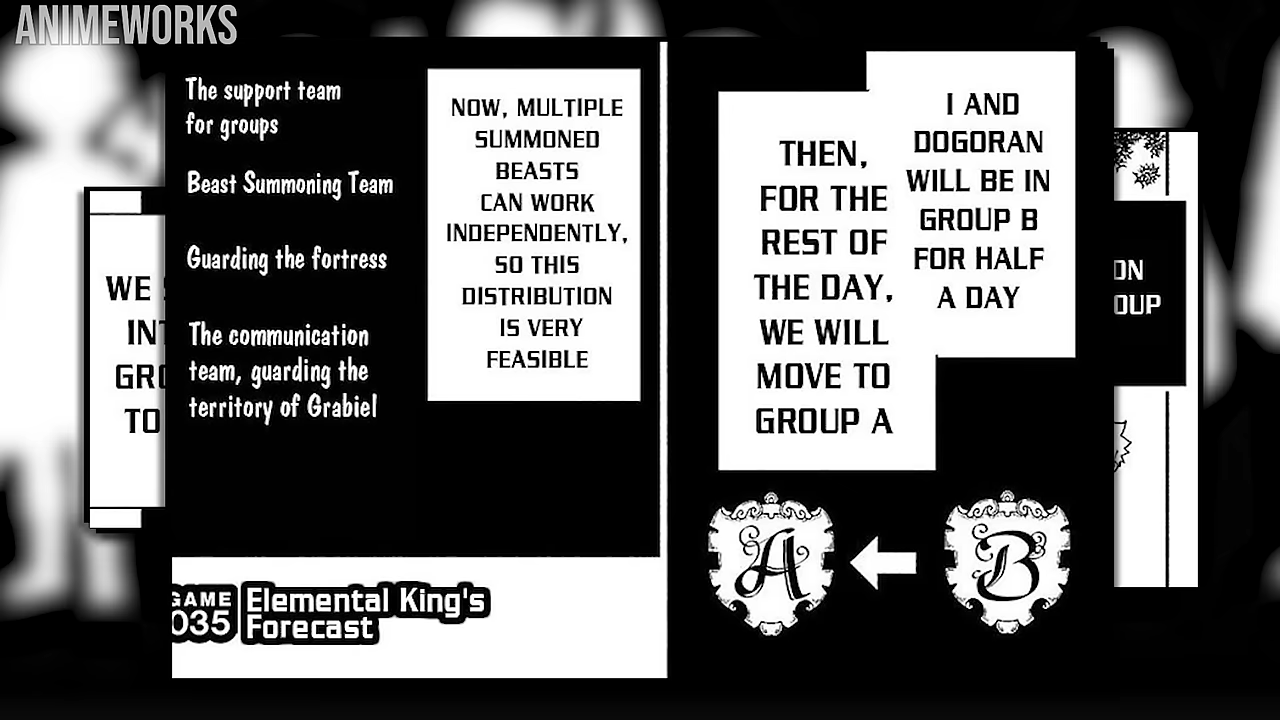 ANIMEWORKS
The support team
for groups
Beast Summoning Team
Guarding the fortress
The communication
team, guarding the
territory of Grabiel
NOW, MULTIPLE
SUMMONED
BEASTS
CAN WORK
INDEPENDENTLY,
SO THIS
DISTRIBUTION
IS VERY
FEASIBLE
I AND
DOGORAN
WILL BE IN
GROUP B
FOR HALF
A DAY
THEN,
FOR THE
REST OF
THE DAY,
WE WILL
MOVE TO
GROUP A
A
B
WE
TO
GAME
035
Elemental King's
Forecast